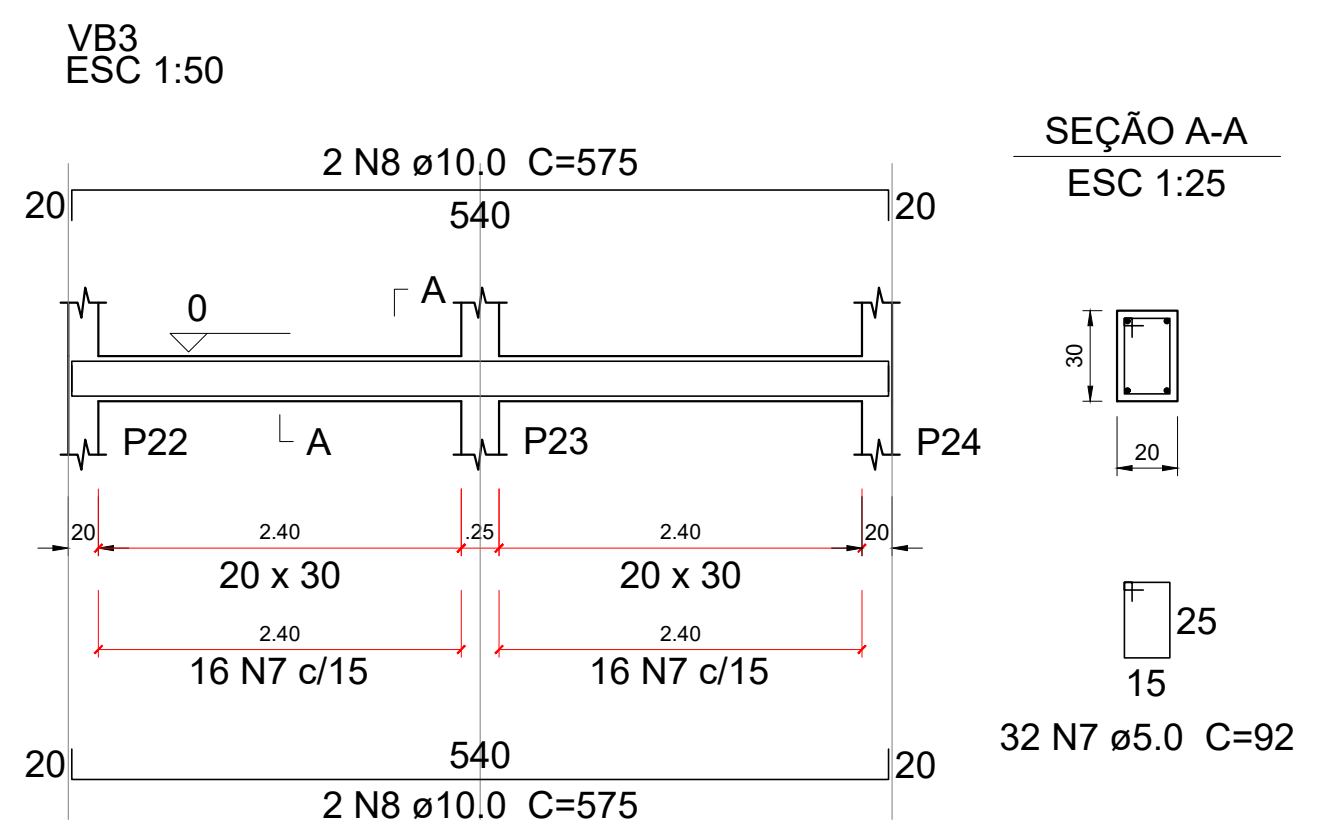 VB3
ESC 1:50
SEÇÃO A-A
ESC 1:25
2 N8 ø10.0 C=575
20
540
20
0
A
A
P22
P23
P24
30
20
20
2.40
.25
2.40
20
20 x 30
20 x 30
2.40
2.40
16 N7 c/15
16 N7 c/15
25
15
32 N7 ø5.0 C=92
20
540
20
2 N8 ø10.0 C=575